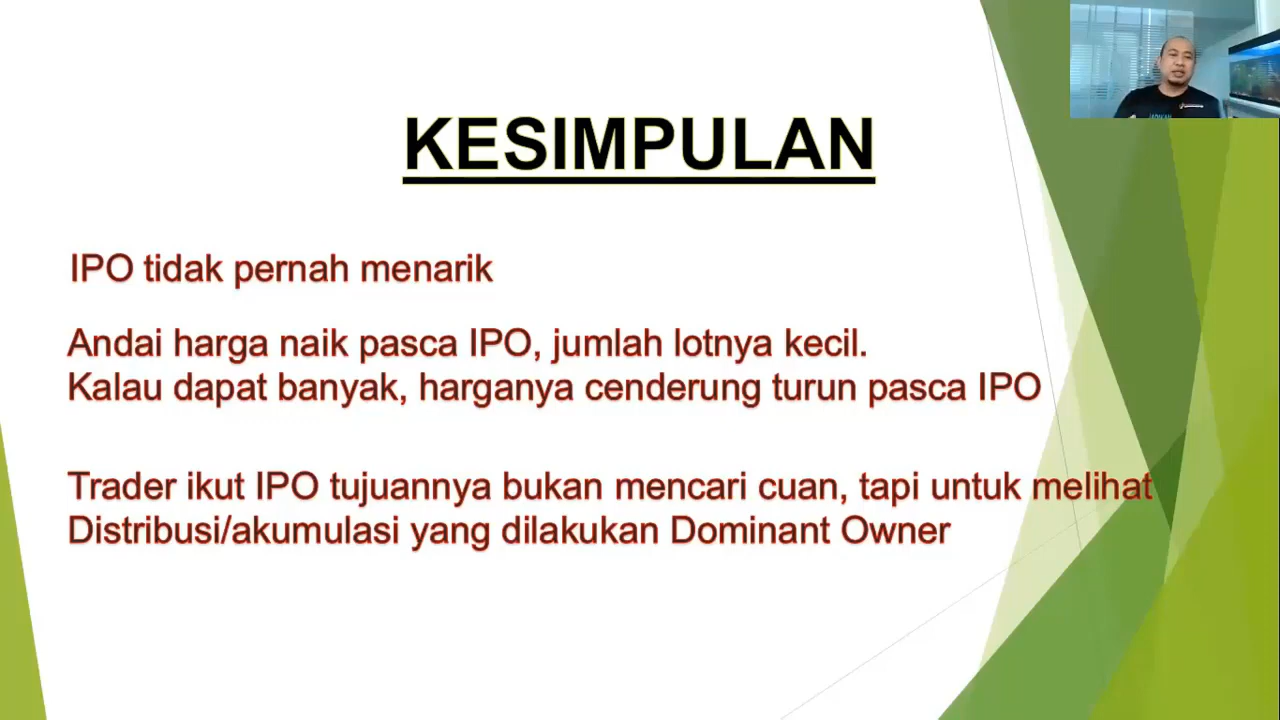 KESIMPULAN
IPO tidak pernah menarik
Andai harga naik pasca IPO, jumlah lotnya kecil.
Kalau dapat banyak, harganya cenderung turun pasca IPO
Trader ikut IPO tujuannya bukan mencari cuan, tapi untuk melihat
Distribusi/akumulasi yang dilakukan Dominant Owner